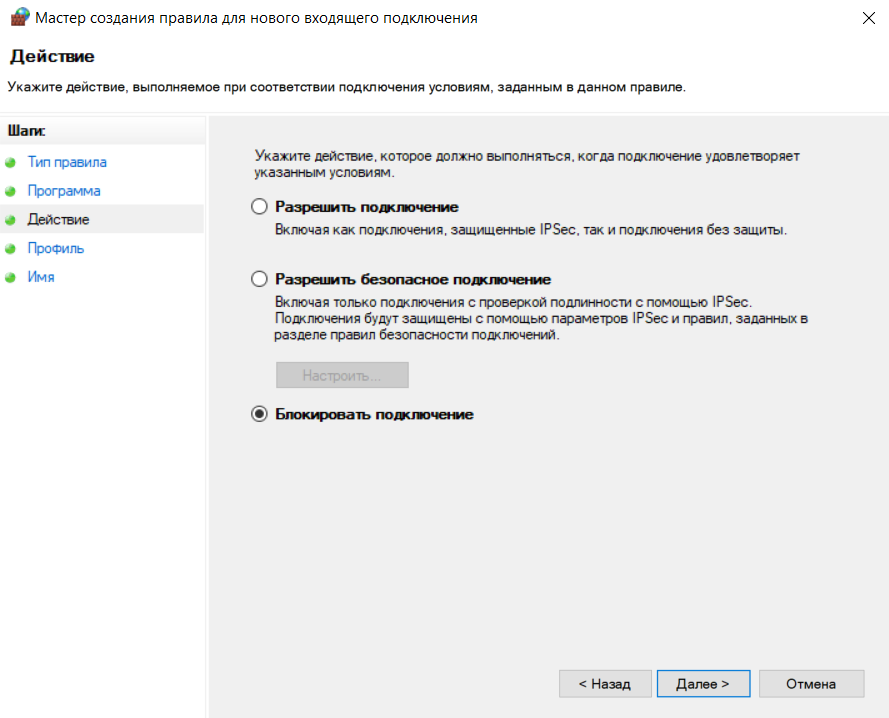 Мастер создания правила для нового входящего подключения
Действие
Укажите действие, выполняемое при соответствии подключения условиям, заданным в данном правиле.
Шаги:
Тип правила
Программа
Действие
Профиль
Имя
Укажите действие, которое должно выполняться, когда подключение удовлетворяет
указанным условиям.
Разрешить подключение
Включая как подключения, защищенные IPSec, так и подключения без защиты.
Разрешить безопасное подключение
Включая только подключения с проверкой подлинности с помощью IPSec.
Подключения будут защищены с помощью параметров IPSec и правил, заданных в
разделе правил безопасности подключений.
Настроить...
Блокировать подключение
< Назад
Далее >
Отмена